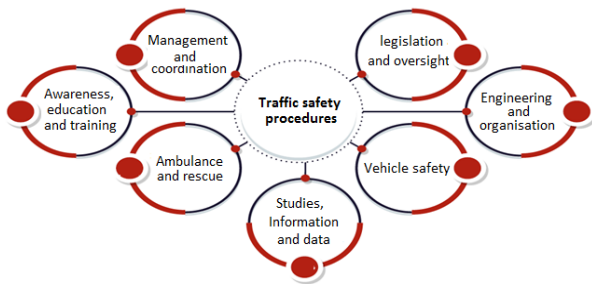 Management
and
coordination
legislation
and oversight
Awareness,
education
and training
Traffic safety
procedures
Engineering
and
organisation
Ambulance
and rescue
Vehicle safety
Studies,
Information
and data